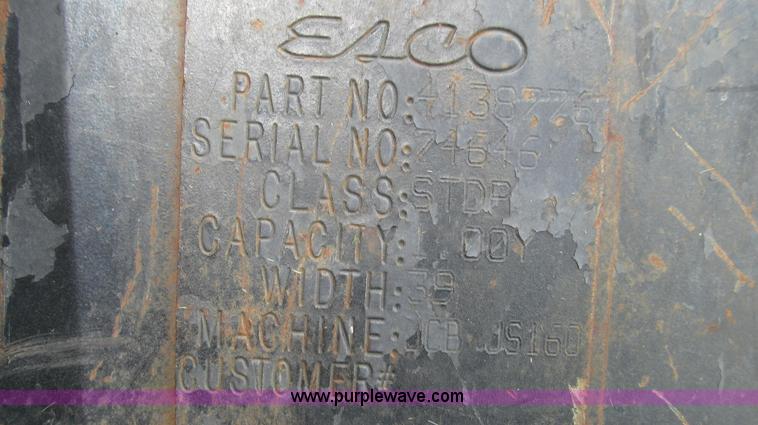 ESCO
PART NO: 4138776
SERIAL NO: 74646
CLASS: STDP
CAPACITY: 1.00Y
WIDTH: 39
MACHINE: JCB JS160
CUSTOMER#
www.purplewave.com